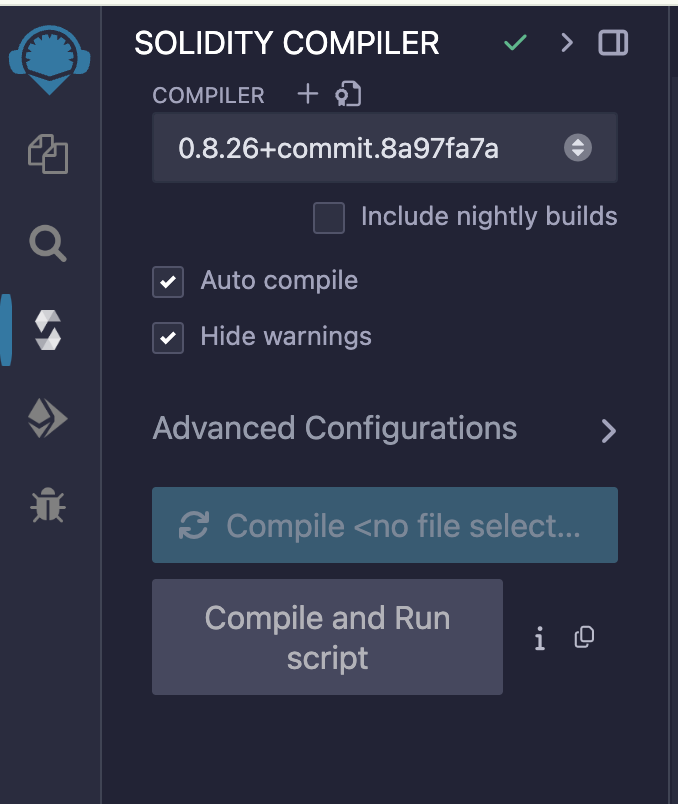 SOLIDITY COMPILER
COMPILER
0.8.26+commit.8a97fa7a
Include nightly builds
Auto compile
Hide warnings
Advanced Configurations
Compile <no file select...
Compile and Run
script